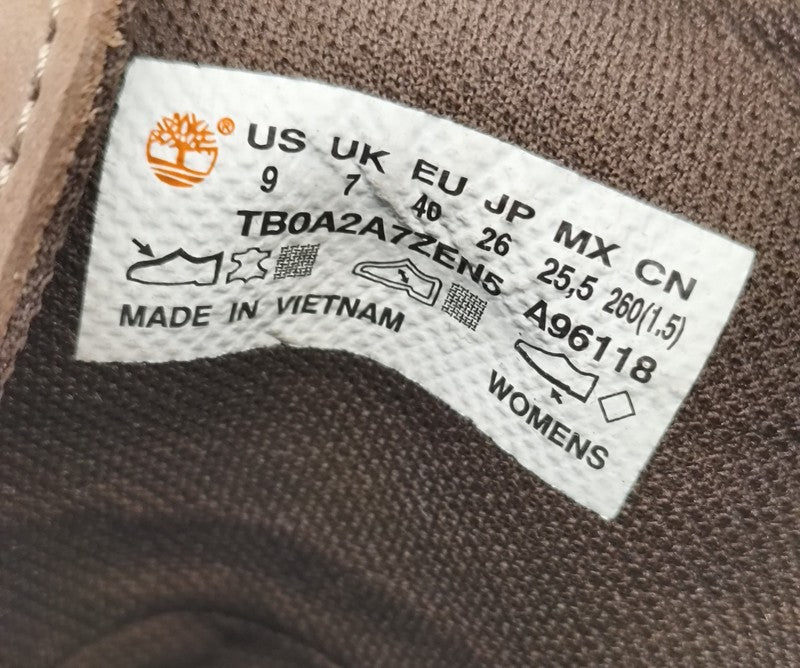 ® US UK EU JP MX CN
9 7 40 26 25,5 260(1,5)
TB0A2A7ZEN5 A96118
MADE IN VIETNAM
WOMENS